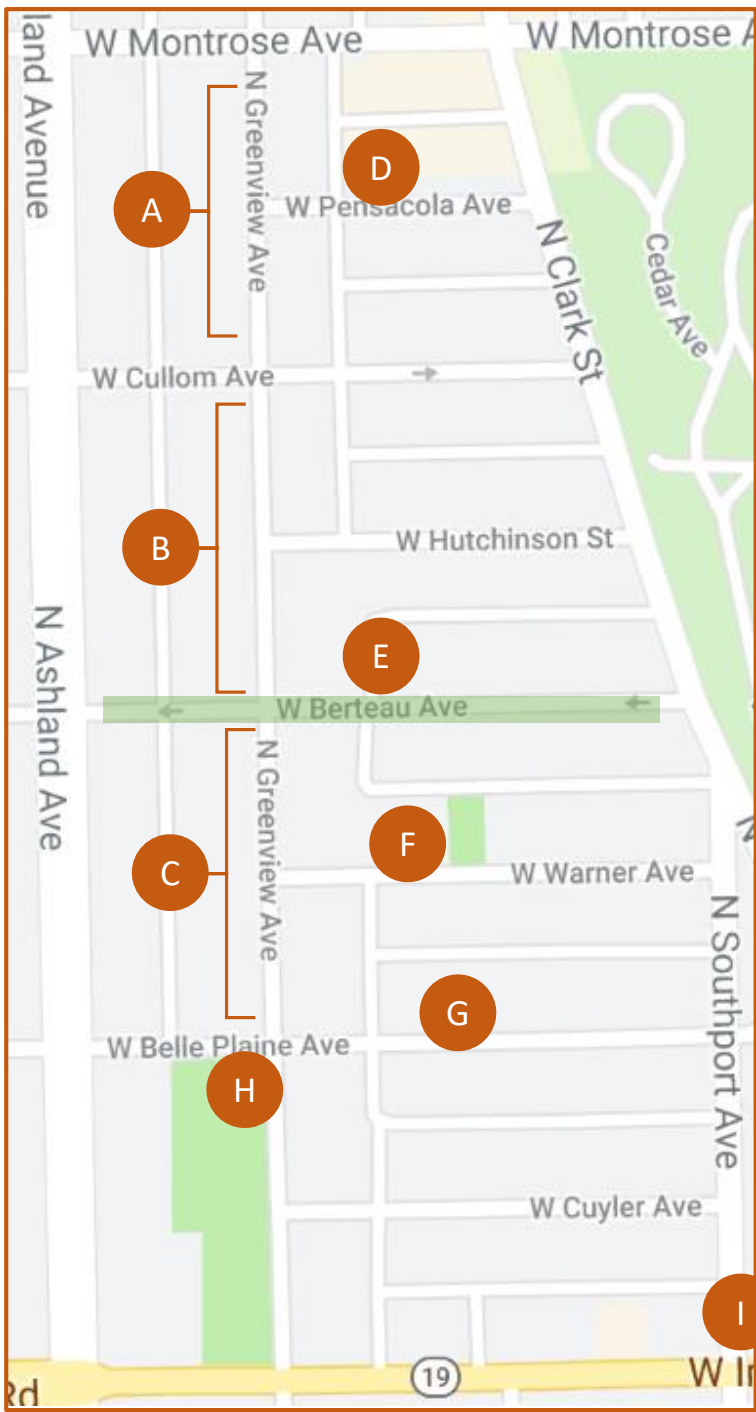 land Avenue
W Montrose Ave
W Montrose A
N Greenview Ave
D
A
W Pensacola Ave
N Clark St
Cedar Ave
W Cullom Ave
B
W Hutchinson St
E
N Ashland Ave
W Berteau Ave
N Greenview Ave
N
F
C
W Warner Ave
N Southport Ave
G
W Belle Plaine Ave
H
W Cuyler Ave
I
19
W Ir
Rd